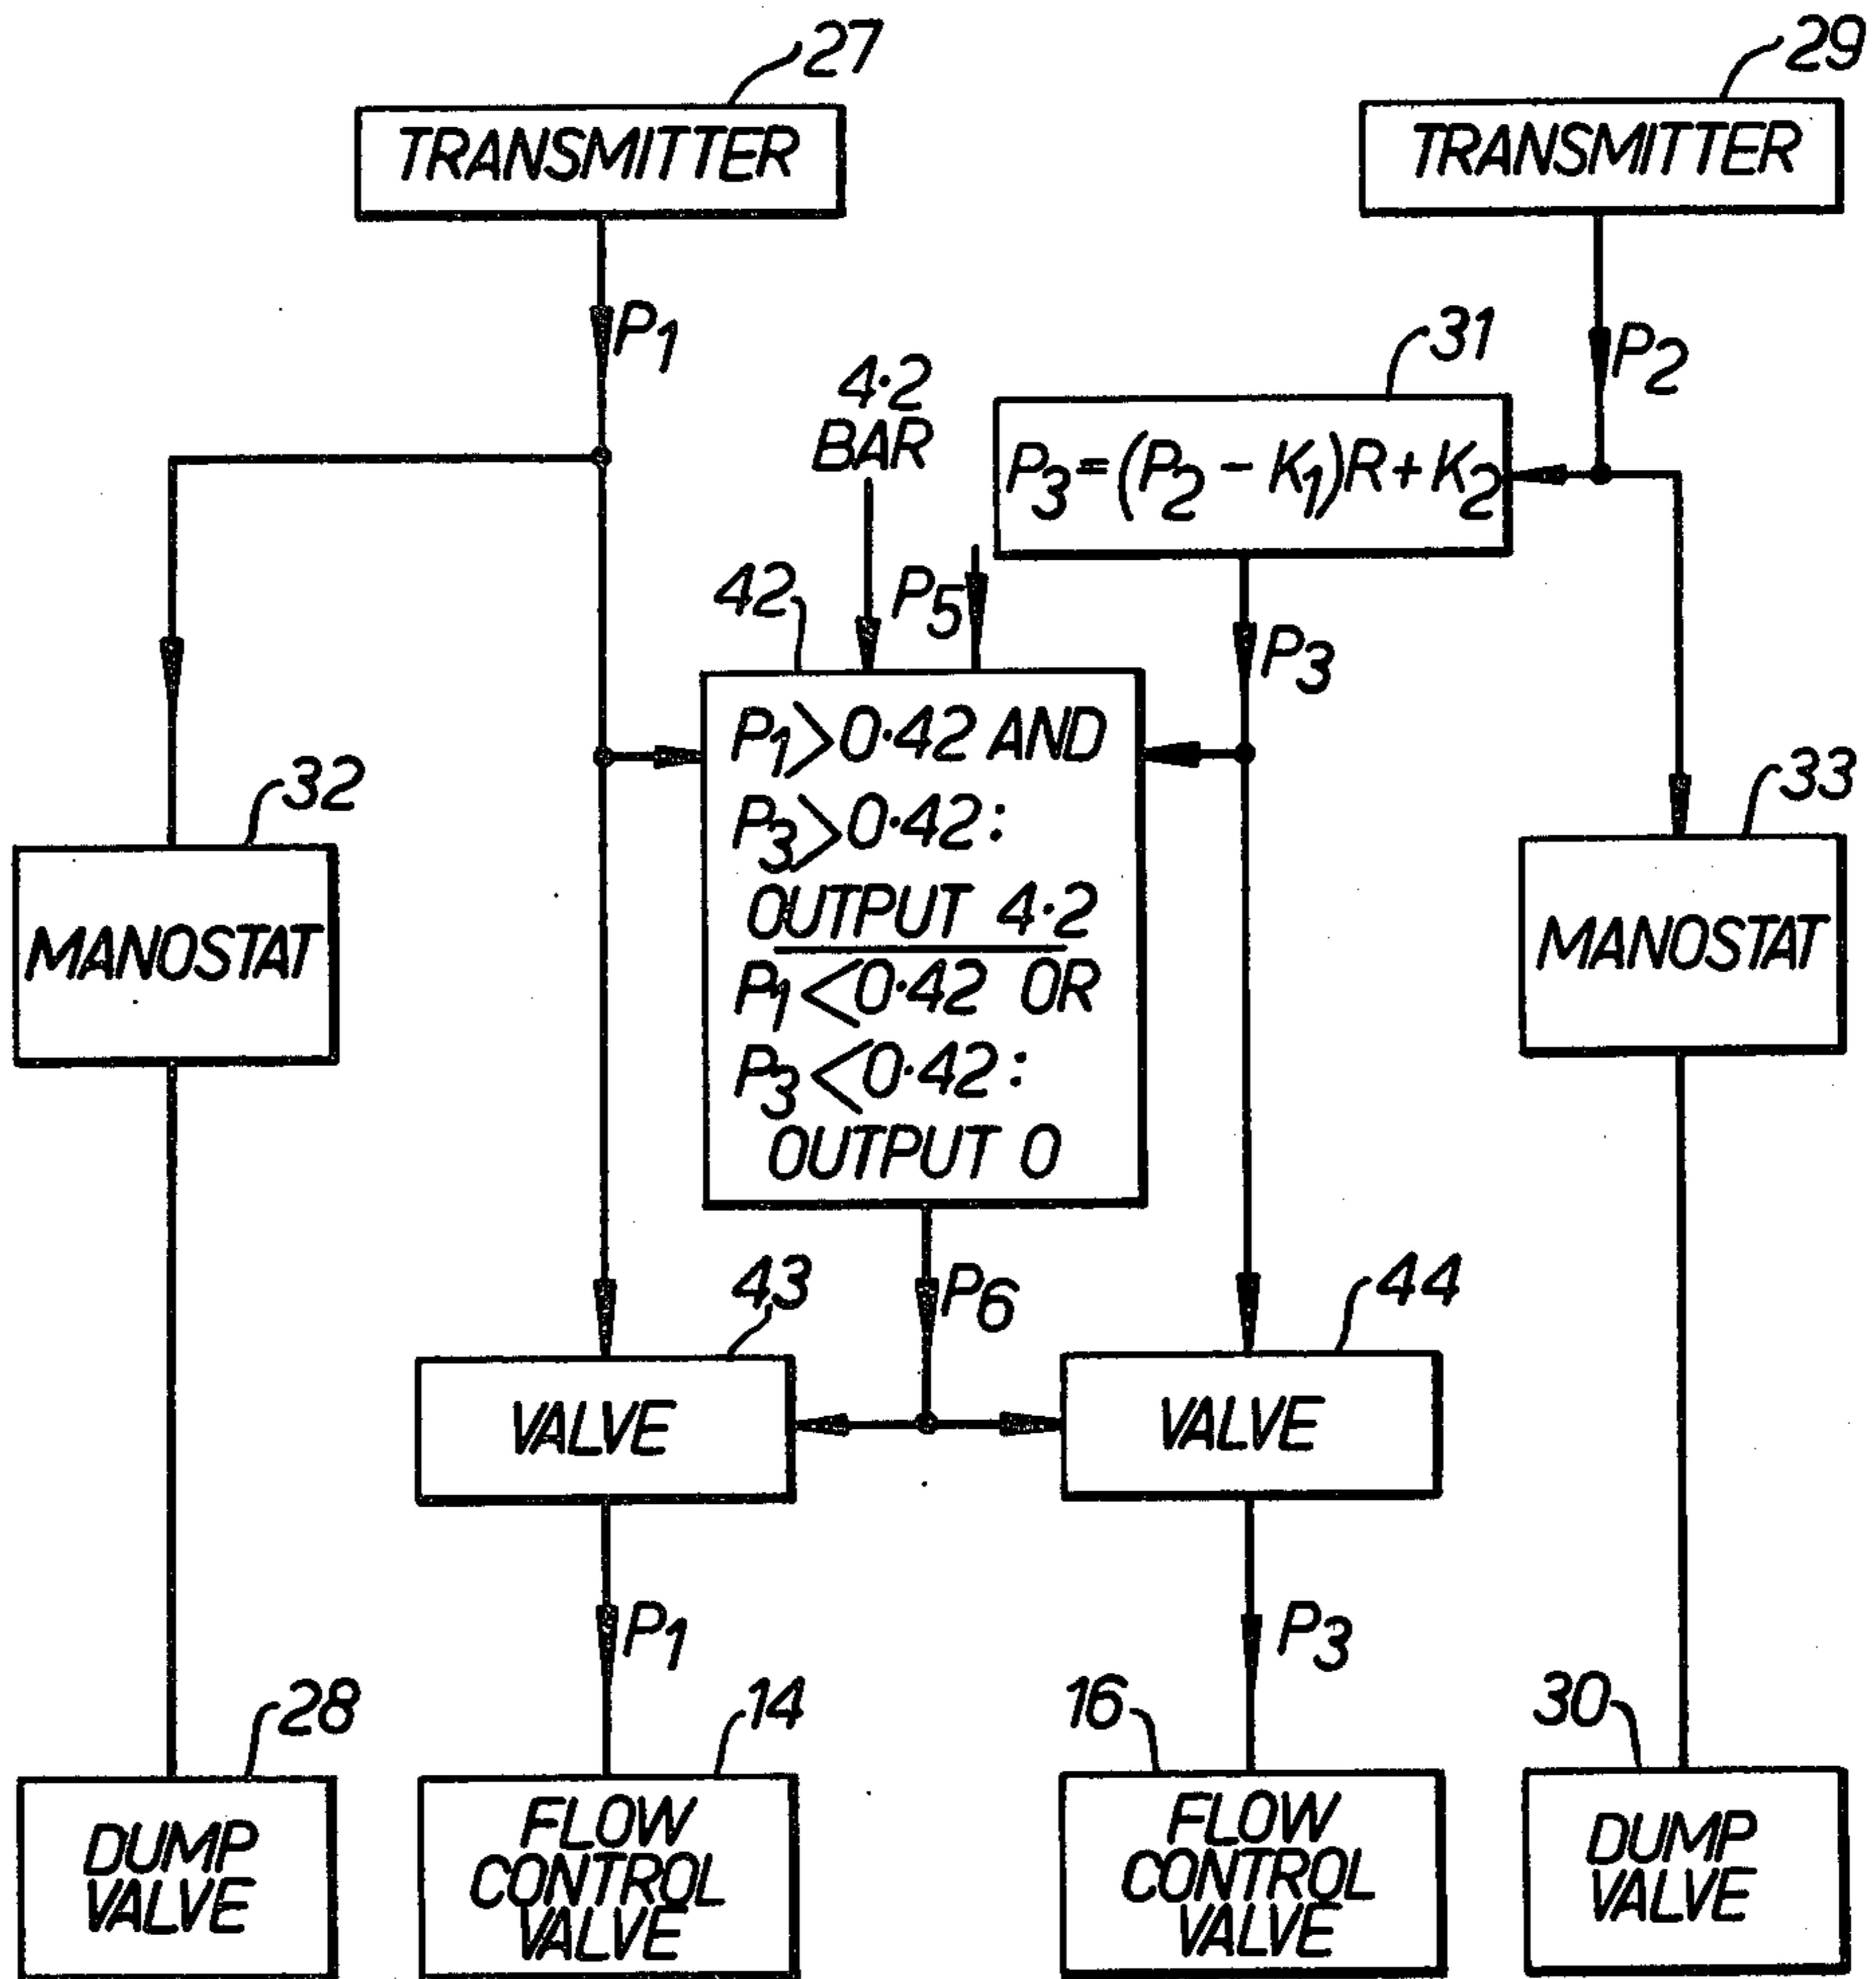 27
29
TRANSMITTER
TRANSMITTER
P1
P2
31
4·2
BAR
P3=(P2-K1)R+K2
42
P5
P3
P1>0·42 AND
P3>0·42:
OUTPUT 4·2
P1<0·42 OR
P3<0·42:
OUTPUT 0
32
33
MANOSTAT
MANOSTAT
43
P6
44
VALVE
VALVE
P1
P3
28
14
16
30
DUMP
VALVE
FLOW
CONTROL
VALVE
FLOW
CONTROL
VALVE
DUMP
VALVE